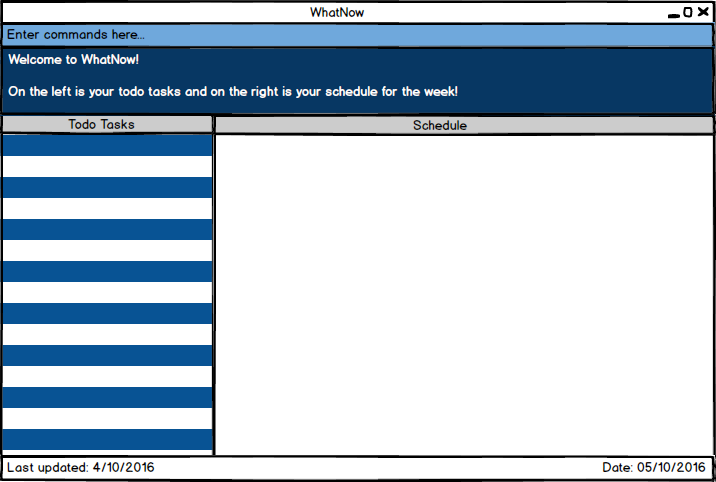 WhatNow
Enter commands here...
Welcome to WhatNow!
On the left is your todo tasks and on the right is your schedule for the week!
Todo Tasks
Schedule
Last updated: 4/10/2016
Date: 05/10/2016